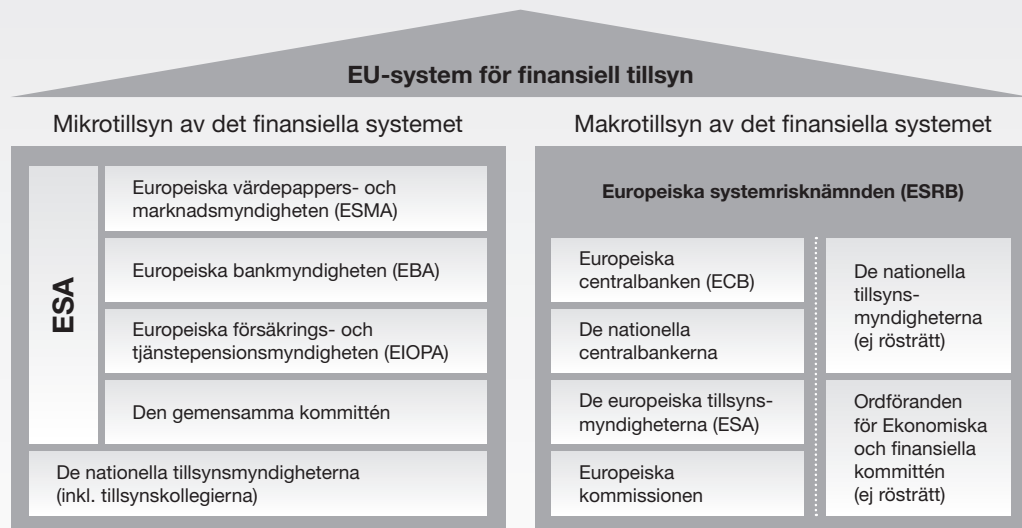 EU-system för finansiell tillsyn
Mikrotillsyn av det finansiella systemet
ESA
Europeiska värdepappers- och
marknadsmyndigheten (ESMA)
Europeiska bankmyndigheten (EBA)
Europeiska försäkrings- och
tjänstepensionsmyndigheten (EIOPA)
Den gemensamma kommittén
De nationella tillsynsmyndigheterna
(inkl. tillsynskollegierna)
Makrotillsyn av det finansiella systemet
Europeiska systemrisknämnden (ESRB)
Europeiska
centralbanken (ECB)
De nationella
centralbankerna
De europeiska tillsyns-
myndigheterna (ESA)
Europeiska
kommissionen
De nationella
tillsyns-
myndigheterna
(ej rösträtt)
Ordföranden
för Ekonomiska
och finansiella
kommittén
(ej rösträtt)